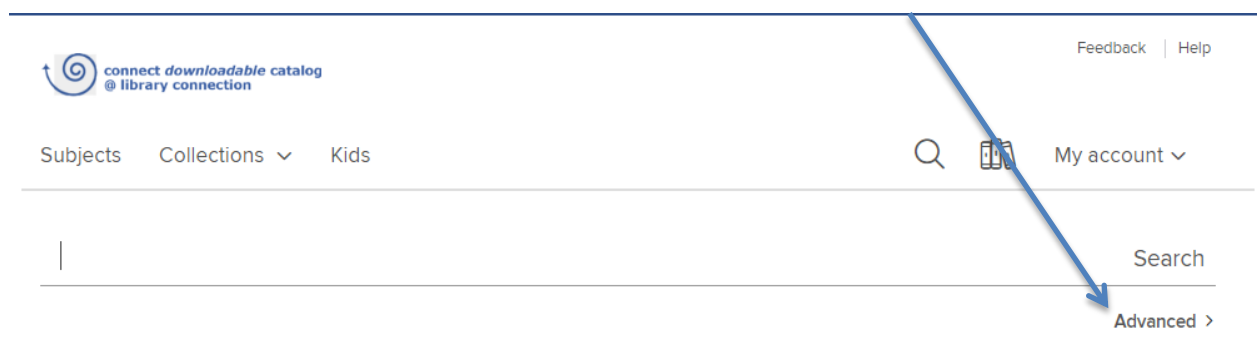 Feedback | Help
connect downloadable catalog
@ library connection
Subjects Collections Kids My account
Search
Advanced >